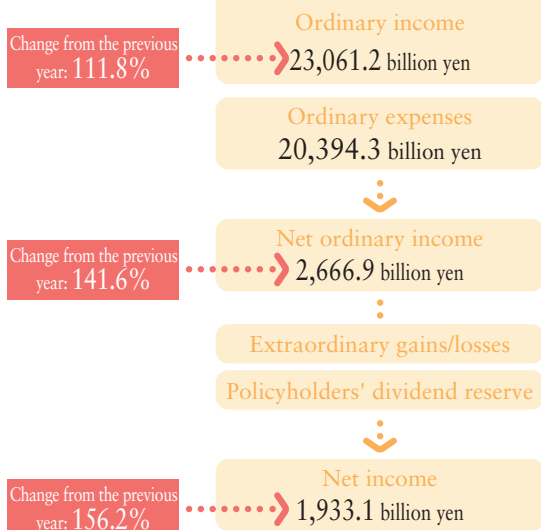 Ordinary income
Change from the previous
year: 111.8%
23,061.2 billion yen
Ordinary expenses
20,394.3 billion yen
Net ordinary income
Change from the previous
year: 141.6%
2,666.9 billion yen
Extraordinary gains/losses
Policyholders' dividend reserve
Net income
Change from the previous
year: 156.2%
1,933.1 billion yen